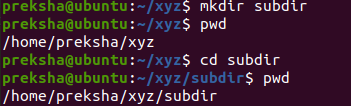 preksha@ubuntu:~/xyz$ mkdir subdir
preksha@ubuntu:~/xyz$ pwd
/home/preksha/xyz
preksha@ubuntu:~/xyz$ cd subdir
preksha@ubuntu:~/xyz/subdir$ pwd
/home/preksha/xyz/subdir